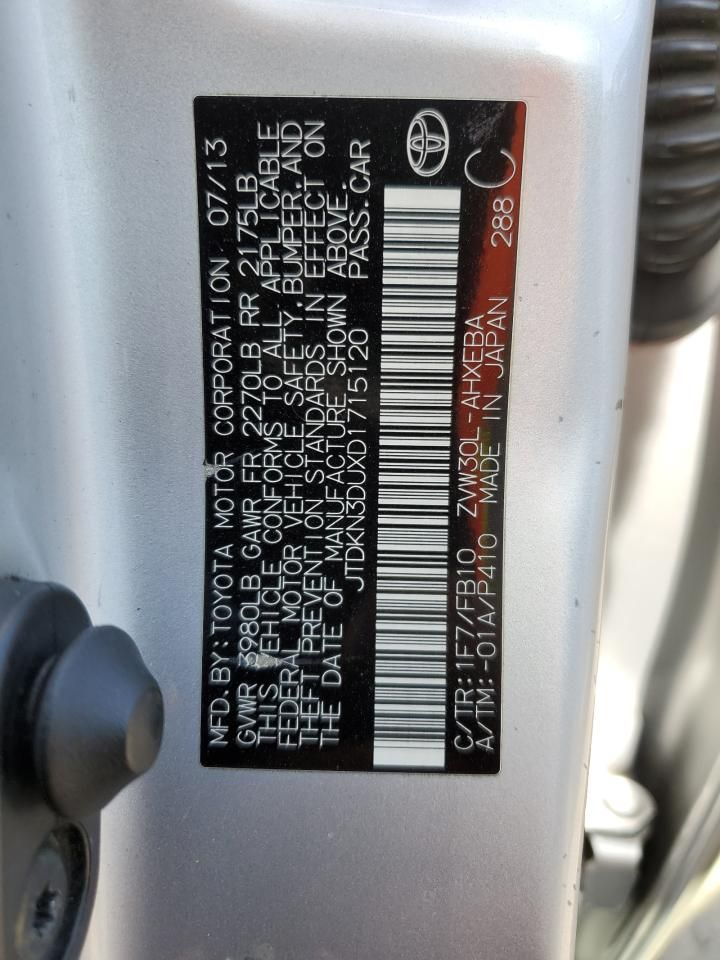 MFD.BY:TOYOTA MOTOR CORPORATION 07/13
GVWR 3980LB GAWR FR 2270LB RR 2175LB
THIS VEHICLE CONFORMS TO ALL APPLICABLE
FEDERAL MOTOR VEHICLE SAFETY,BUMPER,AND
THEFT PREVENTION STANDARDS IN EFFECT ON
THE DATE OF MANUFACTURE SHOWN ABOVE.
JTDKN3DUXD1715120 PASS.CAR
C/TR:1F7/FB10 ZVW30L-AHXEBA
A/TM:-01A/P410 MADE IN JAPAN 288 C